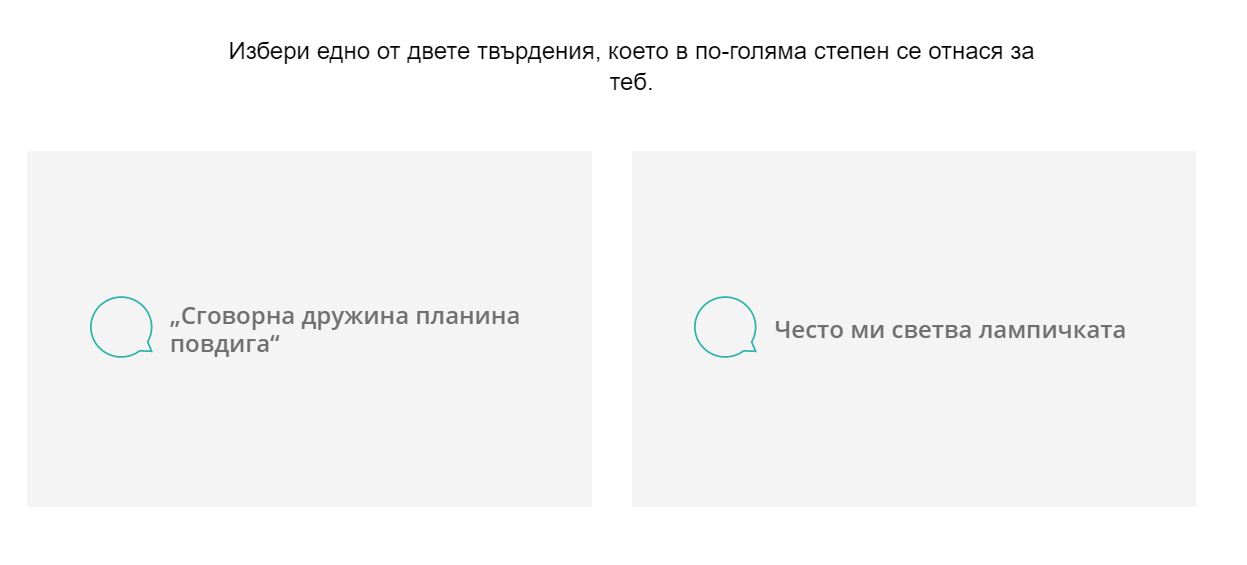 Избери едно от двете твърдения, което в по-голяма степен се отнася за
теб.
„Сговорна дружина планина
повдига“
Често ми светва лампичката